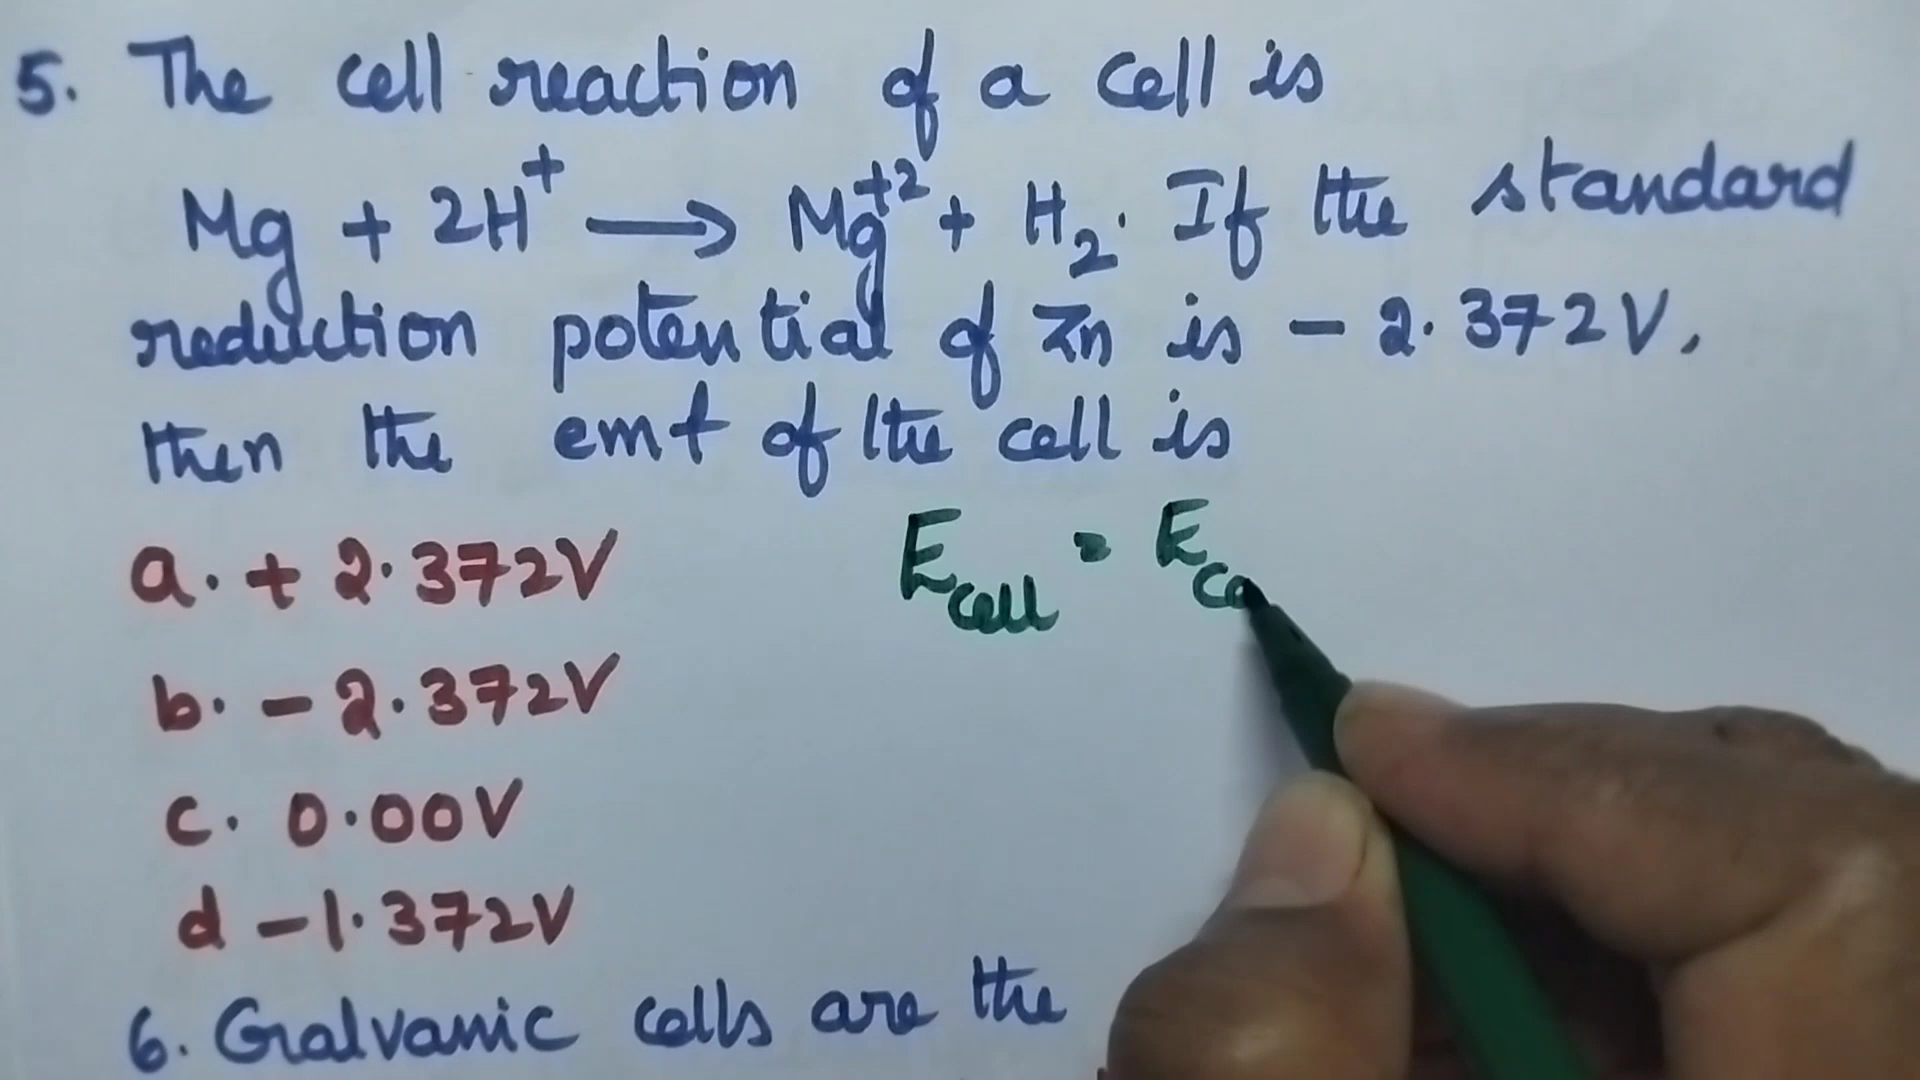 5. The cell reaction of a cell is
Mg + 2H⁺ → Mg⁺² + H₂. If the standard
reduction potential of Zn is - 2.372V,
then the emf of the cell is
E_cell = E_ca
a. + 2.372V
b. - 2.372V
c. 0.00V
d -1.372V
6. Galvanic cells are the